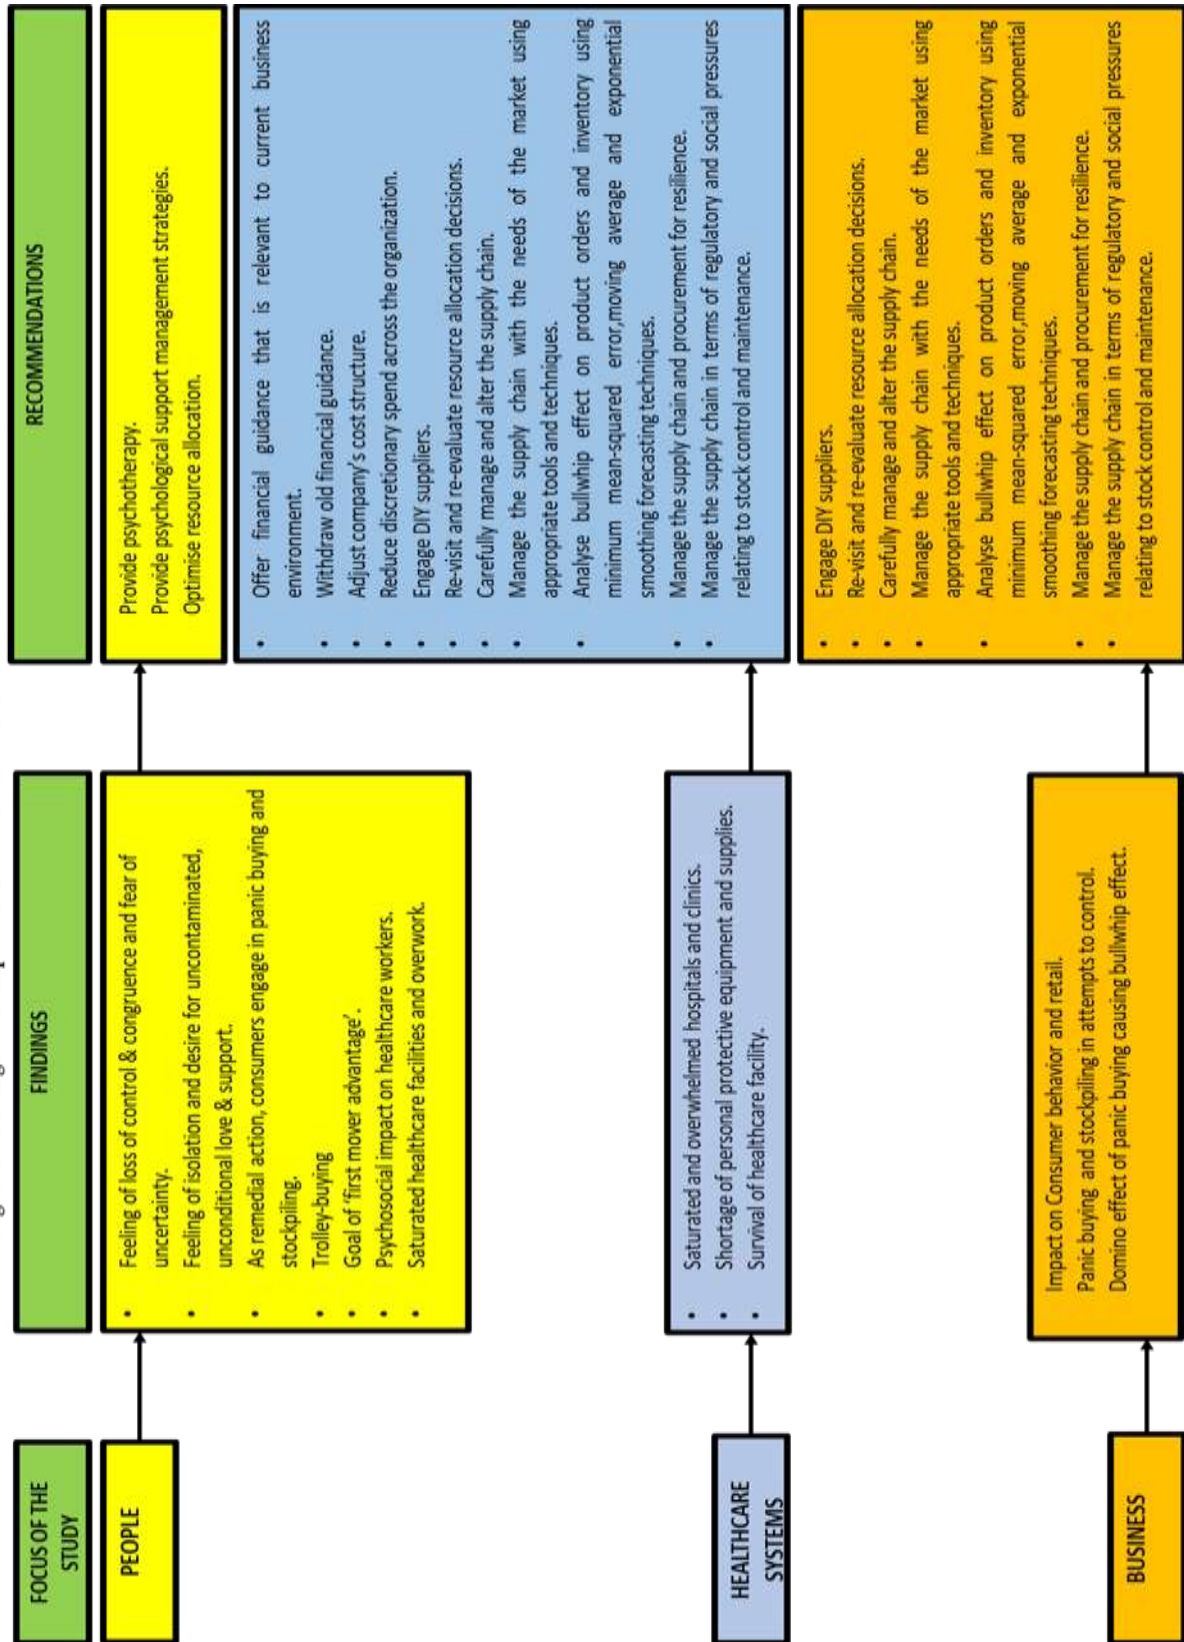 FOCUS OF THE
STUDY
FINDINGS
RECOMMENDATIONS
PEOPLE
• Feeling of loss of control & congruence and fear of
uncertainty.
• Feeling of isolation and desire for uncontaminated,
unconditional love & support.
• As remedial action, consumers engage in panic buying and
stockpiling.
• Trolley-buying
• Goal of 'first mover advantage'.
• Psychosocial impact on healthcare workers.
• Saturated healthcare facilities and overwork.
Provide psychotherapy.
Provide psychological support management strategies.
Optimise resource allocation.
HEALTHCARE
SYSTEMS
• Saturated and overwhelmed hospitals and clinics.
• Shortage of personal protective equipment and supplies.
• Survival of healthcare facility.
• Offer financial guidance that is relevant to current business
environment.
• Withdraw old financial guidance.
• Adjust company's cost structure.
• Reduce discretionary spend across the organization.
• Engage DIY suppliers.
• Re-visit and re-evaluate resource allocation decisions.
• Carefully manage and alter the supply chain.
• Manage the supply chain with the needs of the market using
appropriate tools and techniques.
• Analyse bullwhip effect on product orders and inventory using
minimum mean-squared error,moving average and exponential
smoothing forecasting techniques.
• Manage the supply chain and procurement for resilience.
• Manage the supply chain in terms of regulatory and social pressures
relating to stock control and maintenance.
BUSINESS
Impact on Consumer behavior and retail.
Panic buying and stockpiling in attempts to control.
Domino effect of panic buying causing bullwhip effect.
• Engage DIY suppliers.
• Re-visit and re-evaluate resource allocation decisions.
• Carefully manage and alter the supply chain.
• Manage the supply chain with the needs of the market using
appropriate tools and techniques.
• Analyse bullwhip effect on product orders and inventory using
minimum mean-squared error,moving average and exponential
smoothing forecasting techniques.
• Manage the supply chain and procurement for resilience.
• Manage the supply chain in terms of regulatory and social pressures
relating to stock control and maintenance.